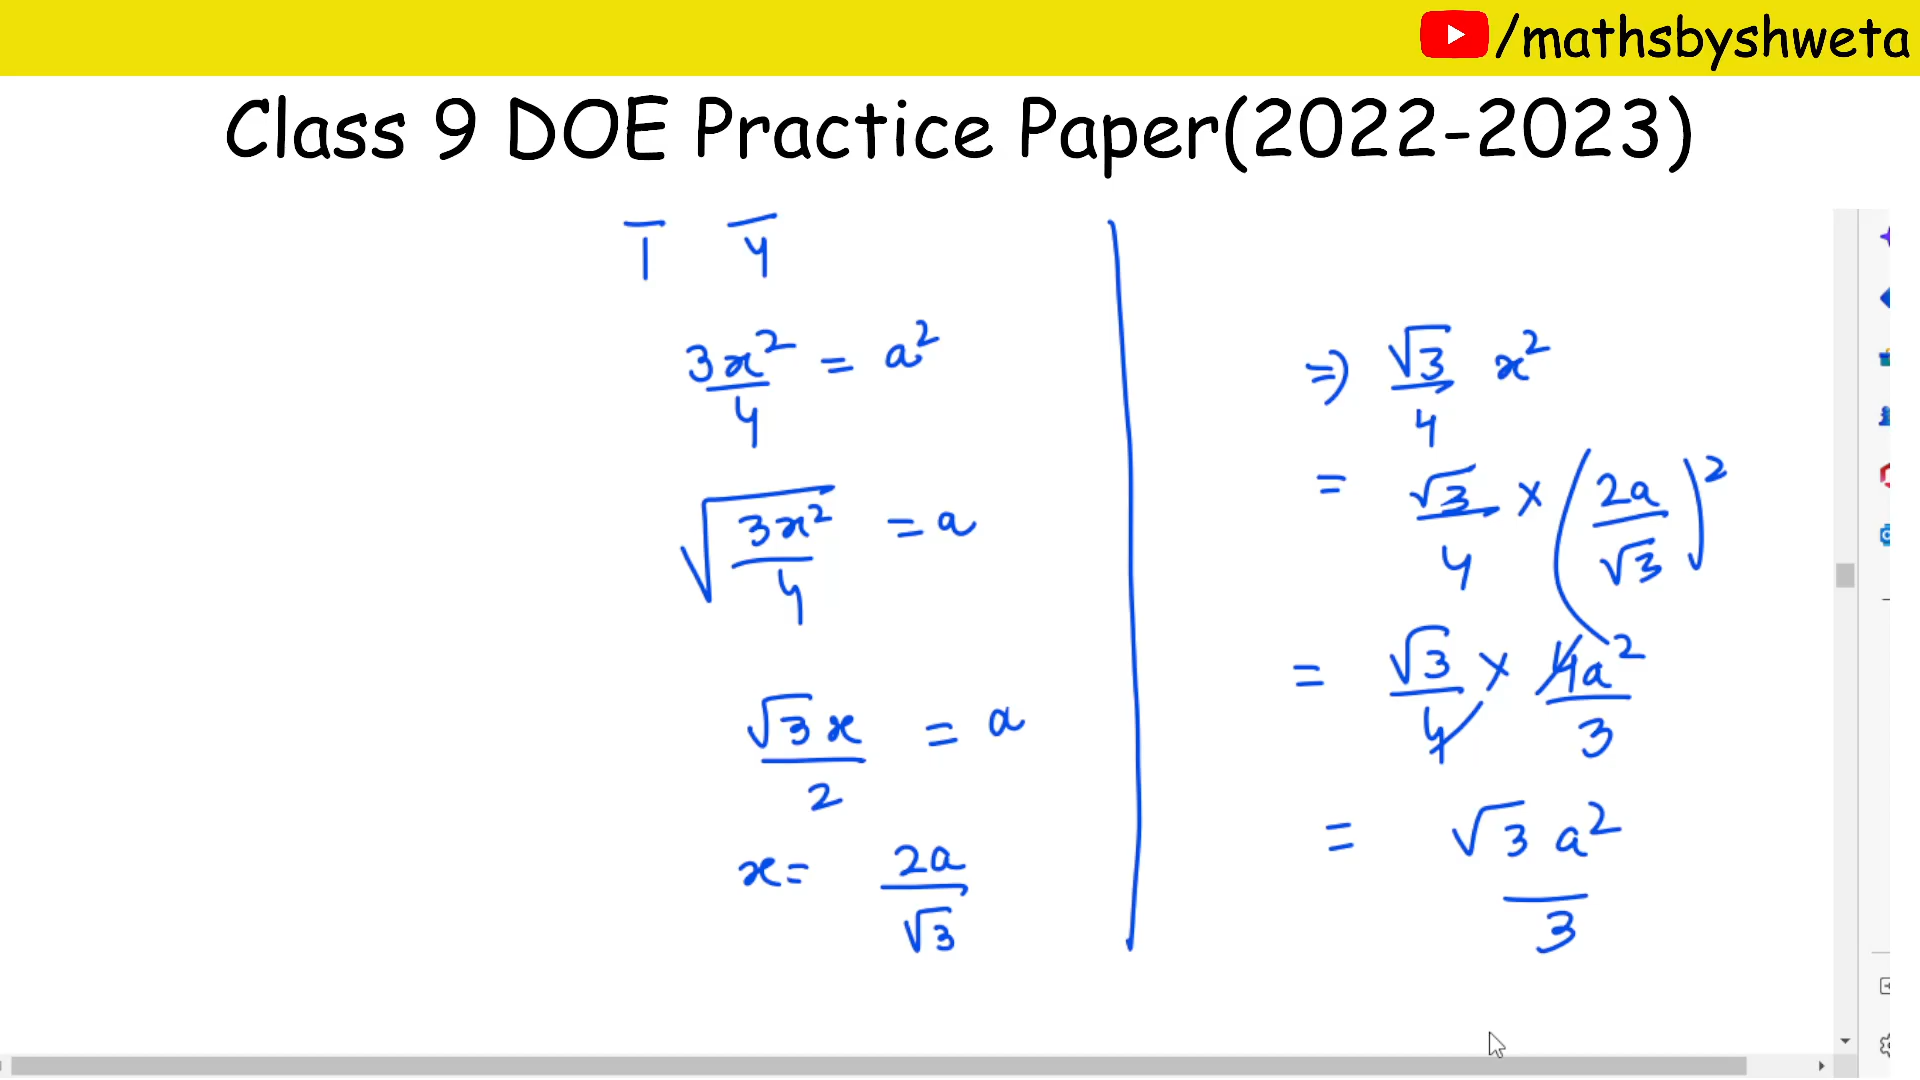 /mathsbyshweta
Class 9 DOE Practice Paper(2022-2023)
1 4
3x²/4 = a²
√(3x²/4) = a
√3x/2 = a
x = 2a/√3
⇒ √3/4 x²
= √3/4 × (2a/√3)²
= √3/4 × 4a²/3
= √3 a²/3